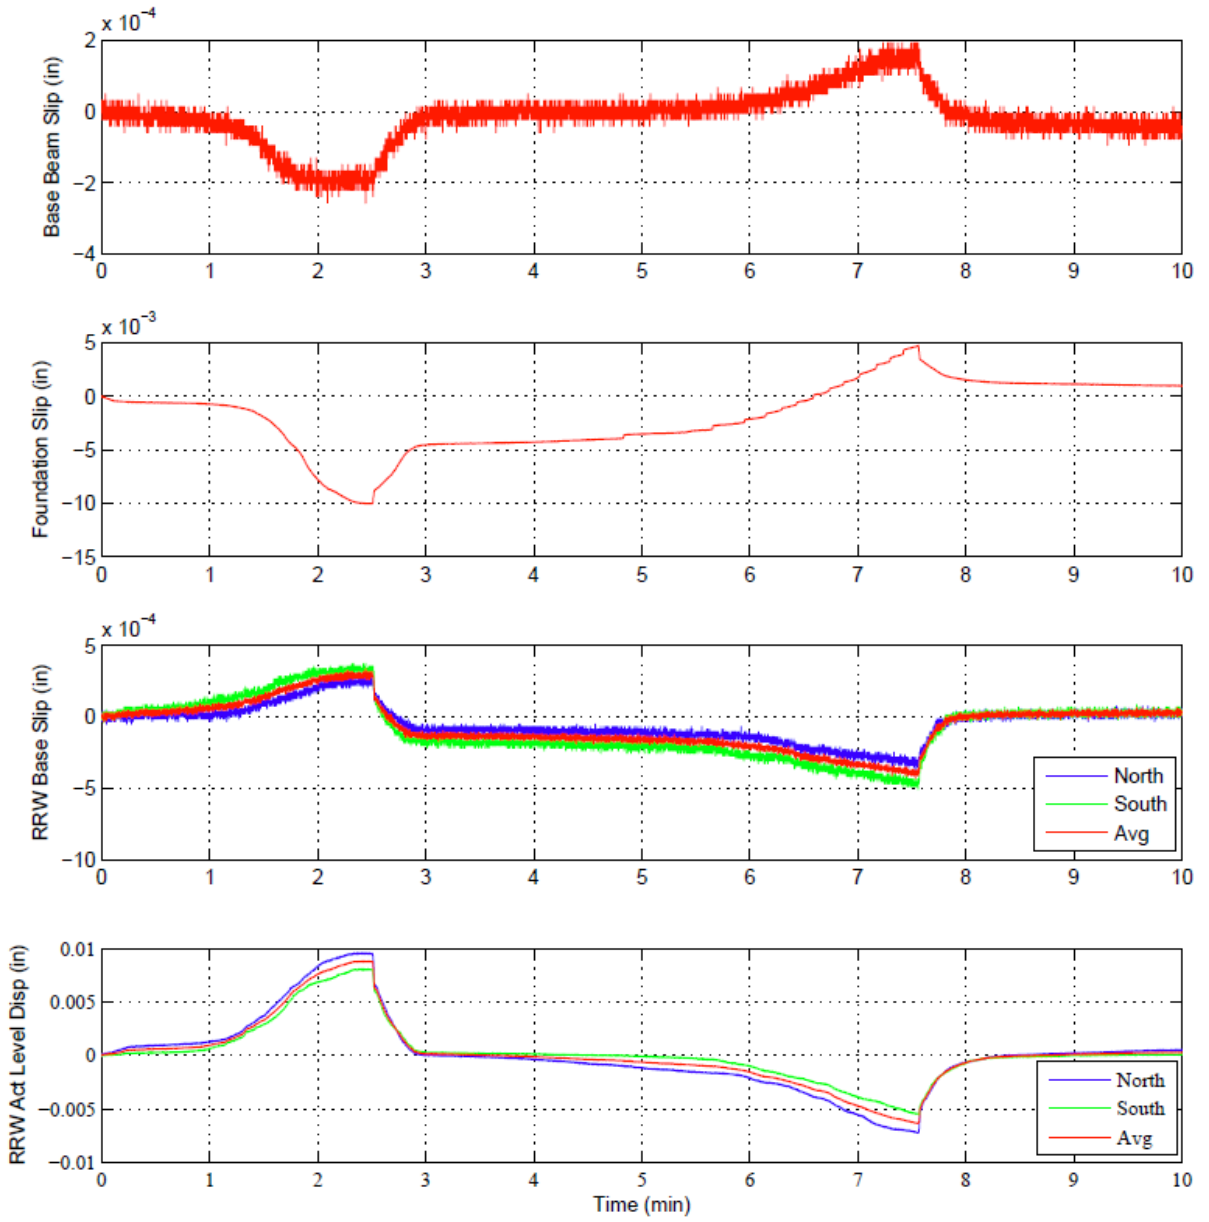 x 10⁻⁴
Base Beam Slip (in)
2
0
−2
−4
0 1 2 3 4 5 6 7 8 9 10
x 10⁻³
Foundation Slip (in)
5
0
−5
−10
−15
0 1 2 3 4 5 6 7 8 9 10
x 10⁻⁴
RRW Base Slip (in)
5
0
−5
−10
North
South
Avg
0 1 2 3 4 5 6 7 8 9 10
RRW Act Level Disp (in)
0.01
0.005
0
−0.005
−0.01
North
South
Avg
0 1 2 3 4 5 6 7 8 9 10
Time (min)